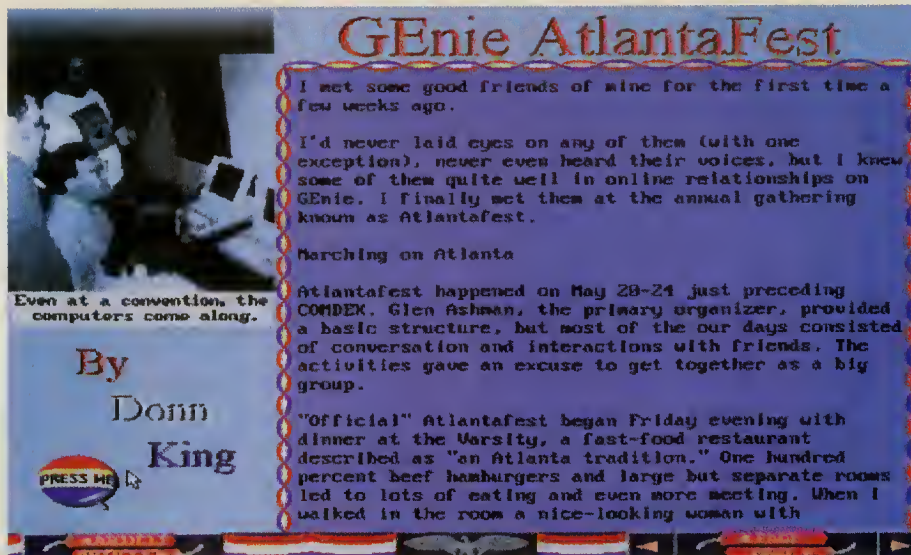 GEnie AtlantaFest
I met some good friends of mine for the first time a
few weeks ago.
I'd never laid eyes on any of them (with one
exception), never even heard their voices, but I knew
some of them quite well in online relationships on
GEnie. I finally met them at the annual gathering
known as Atlantafest.
Marching on Atlanta
Atlantafest happened on May 20-24 just preceding
COMDEX. Glen Ashman, the primary organizer, provided
a basic structure, but most of the our days consisted
of conversation and interactions with friends. The
activities gave an excuse to get together as a big
group.
"Official" Atlantafest began Friday evening with
dinner at the Varsity, a fast-food restaurant
described as "an Atlanta tradition." One hundred
percent beef hamburgers and large but separate rooms
led to lots of eating and even more meeting. When I
walked in the room a nice-looking woman with
Even at a convention, the
computers come along.
By
Donn
King
PRESS ME